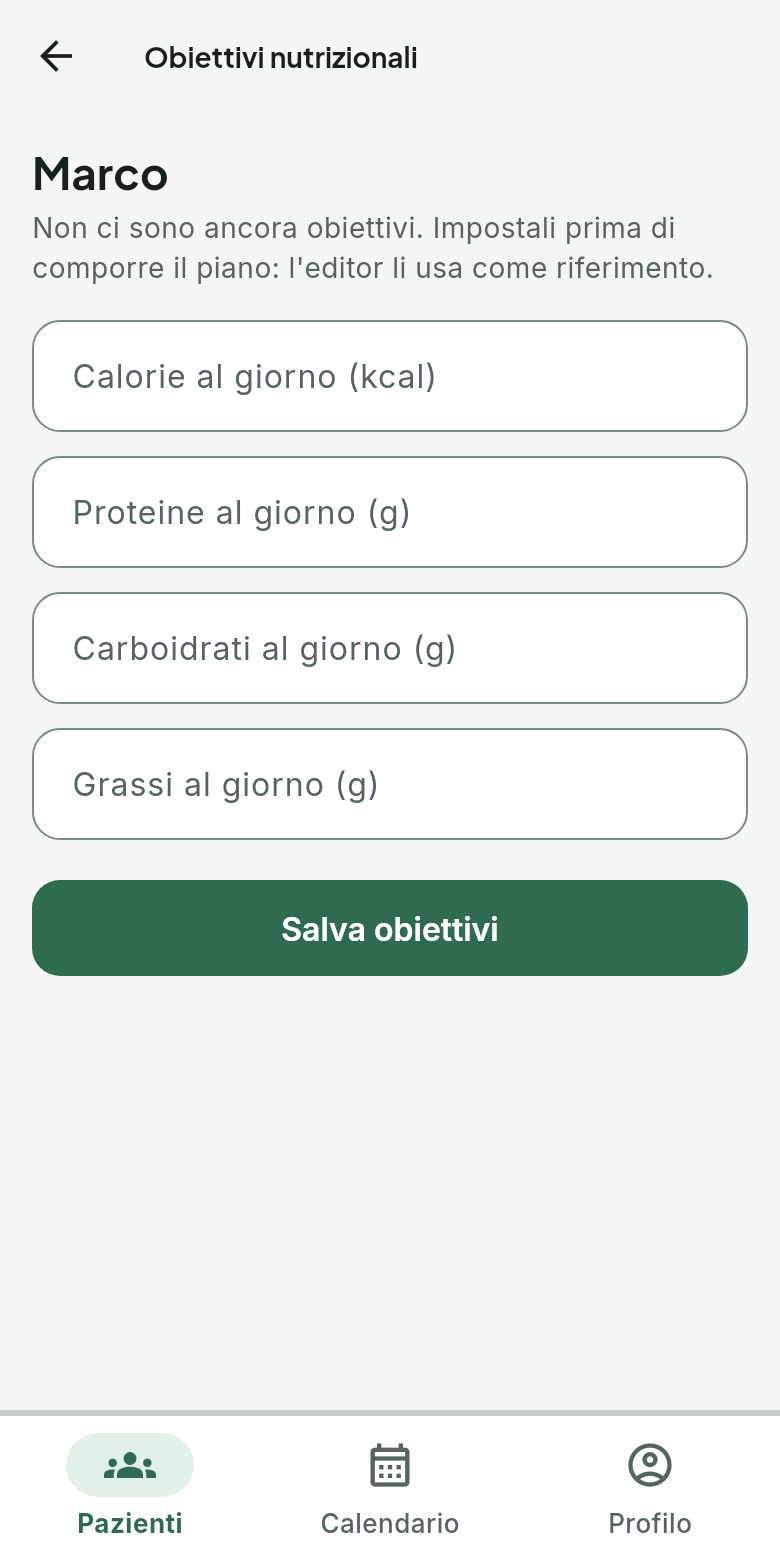 Obiettivi nutrizionali
Marco
Non ci sono ancora obiettivi. Impostali prima di
comporre il piano: l'editor li usa come riferimento.
Calorie al giorno (kcal)
Proteine al giorno (g)
Carboidrati al giorno (g)
Grassi al giorno (g)
Salva obiettivi
Pazienti
Calendario
Profilo